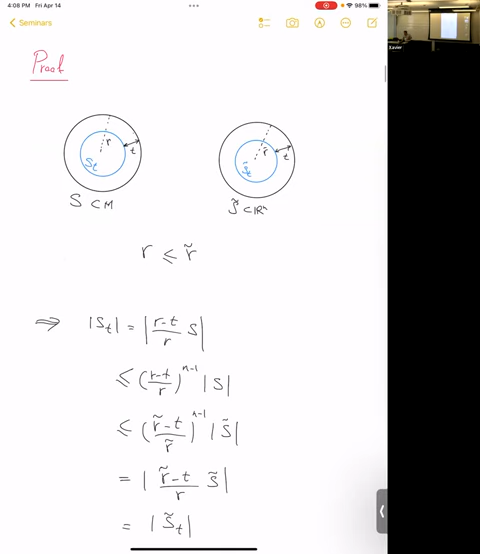 4:08 PM Fri Apr 14
98%
Seminars
Xavier
Proof
r
t
S_t
S ⊂ M
r̃
t
S̃_t
S̃ ⊂ ℝⁿ
r ≤ r̃
⇒ |S_t| = |(r-t)/r S|
≤ ((r-t)/r)^{n-1} |S|
≤ ((r̃-t)/r̃)^{n-1} |S̃|
= |(r̃-t)/r S̃|
= |S̃_t|